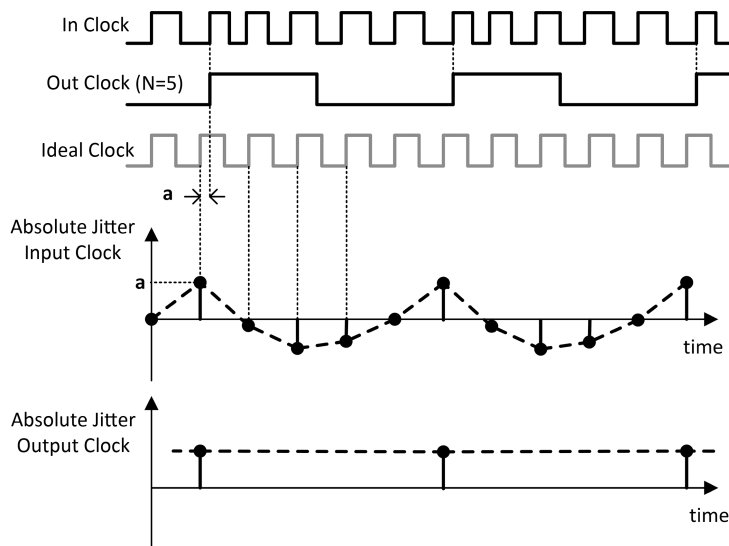 In Clock
Out Clock (N=5)
Ideal Clock
a
Absolute Jitter
Input Clock
a
time
Absolute Jitter
Output Clock
time